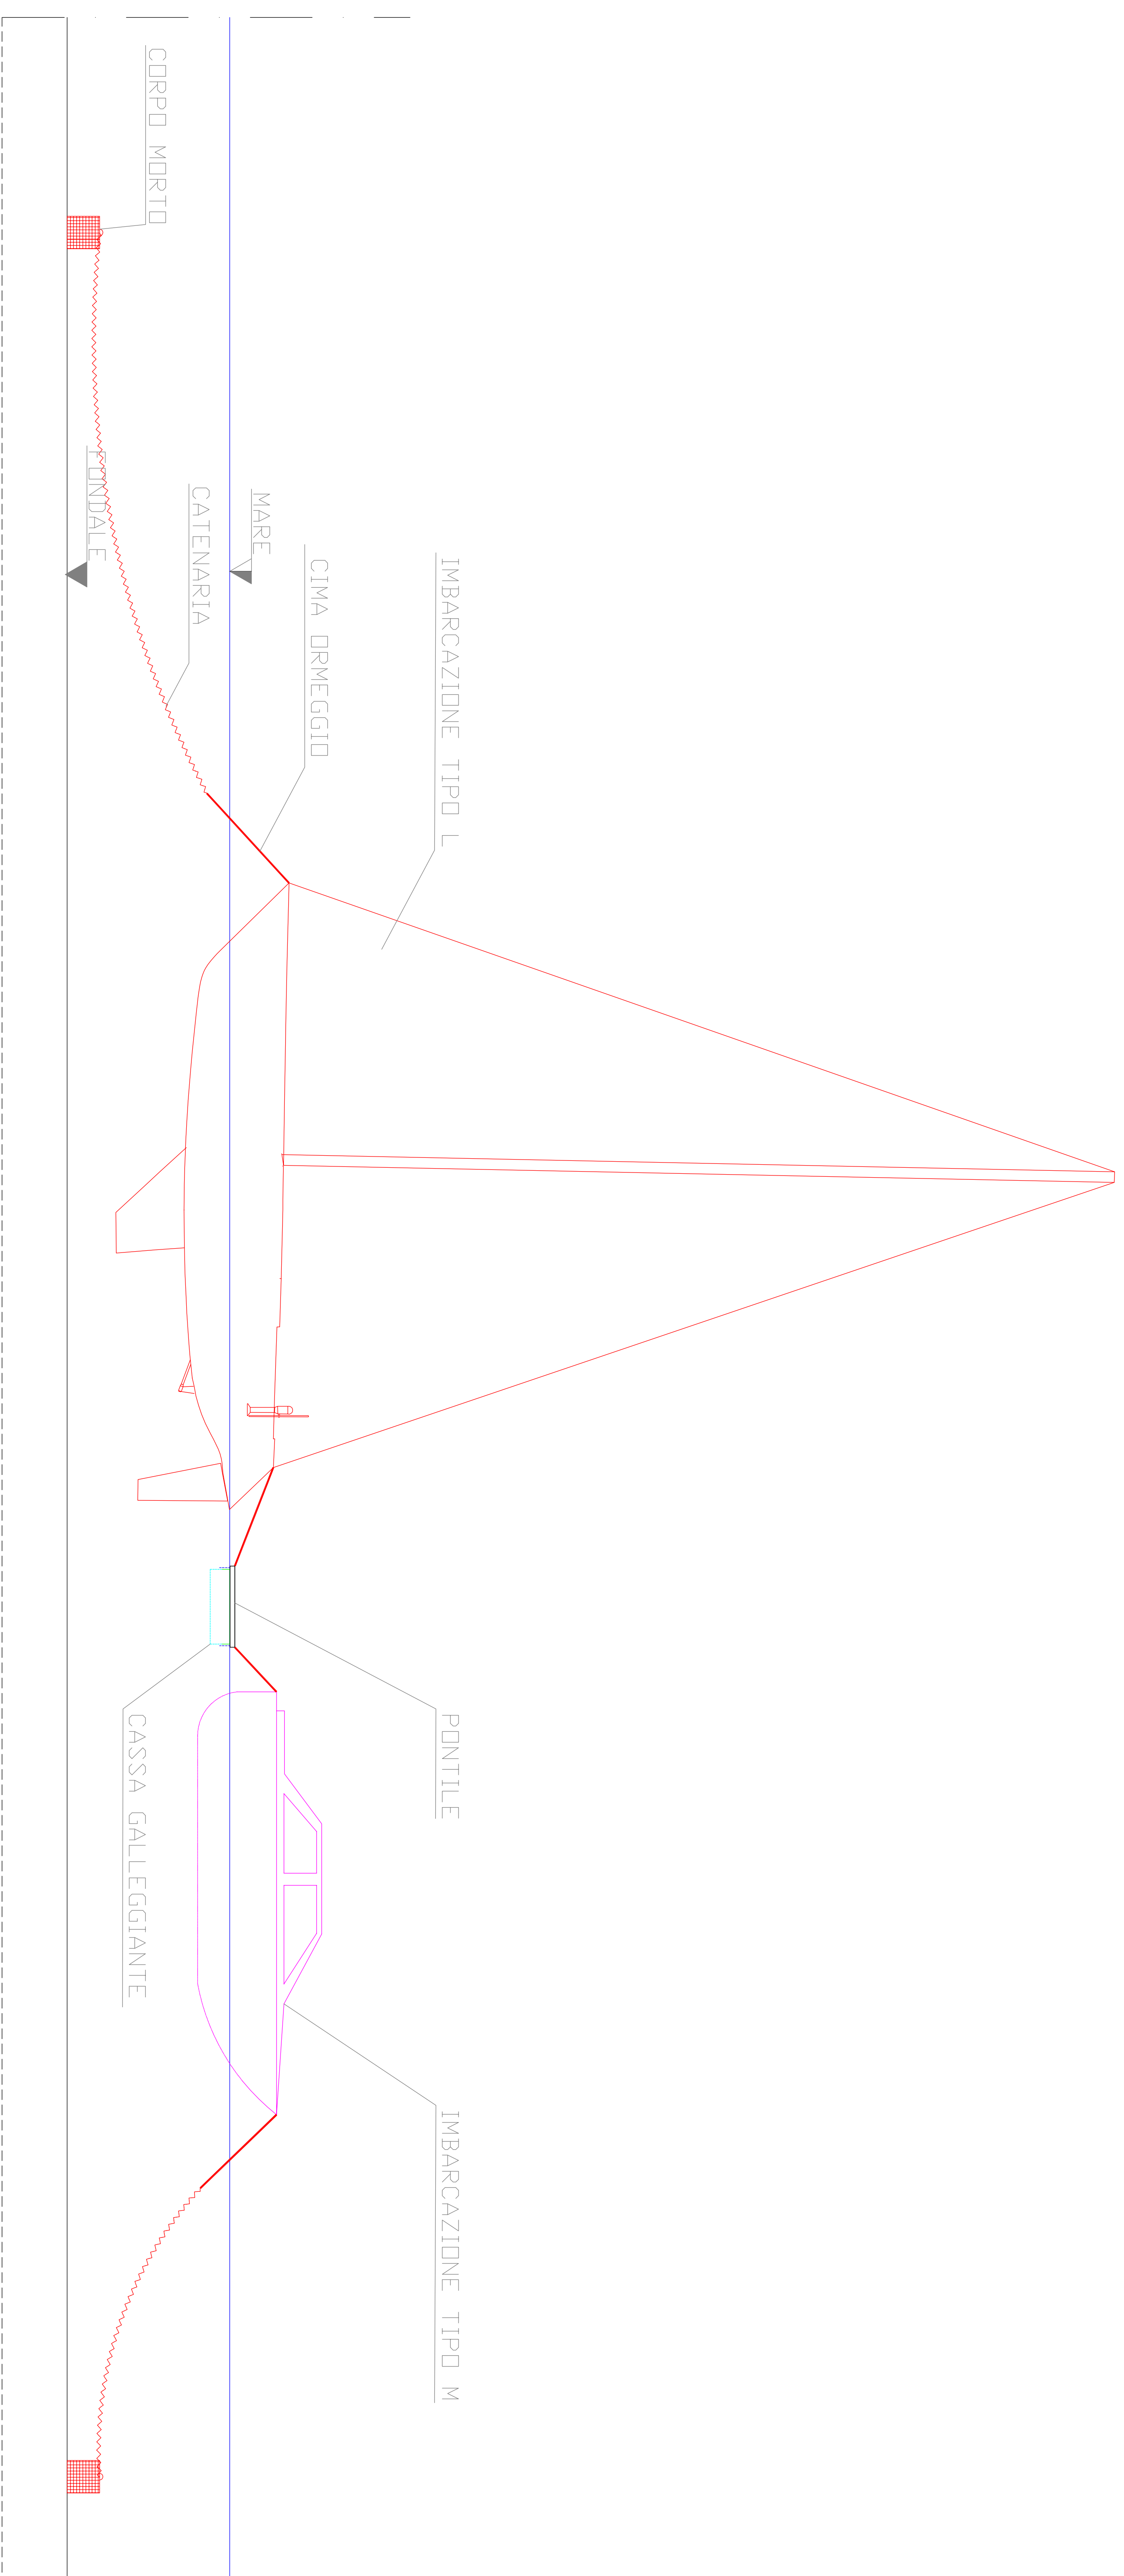 CORPO MORTO
FONDALE
CATENARIA
MARE
CIMA ORMEGGIO
IMBARCAZIONE TIPO L
PONTILE
CASSA GALLEGGIANTE
IMBARCAZIONE TIPO M